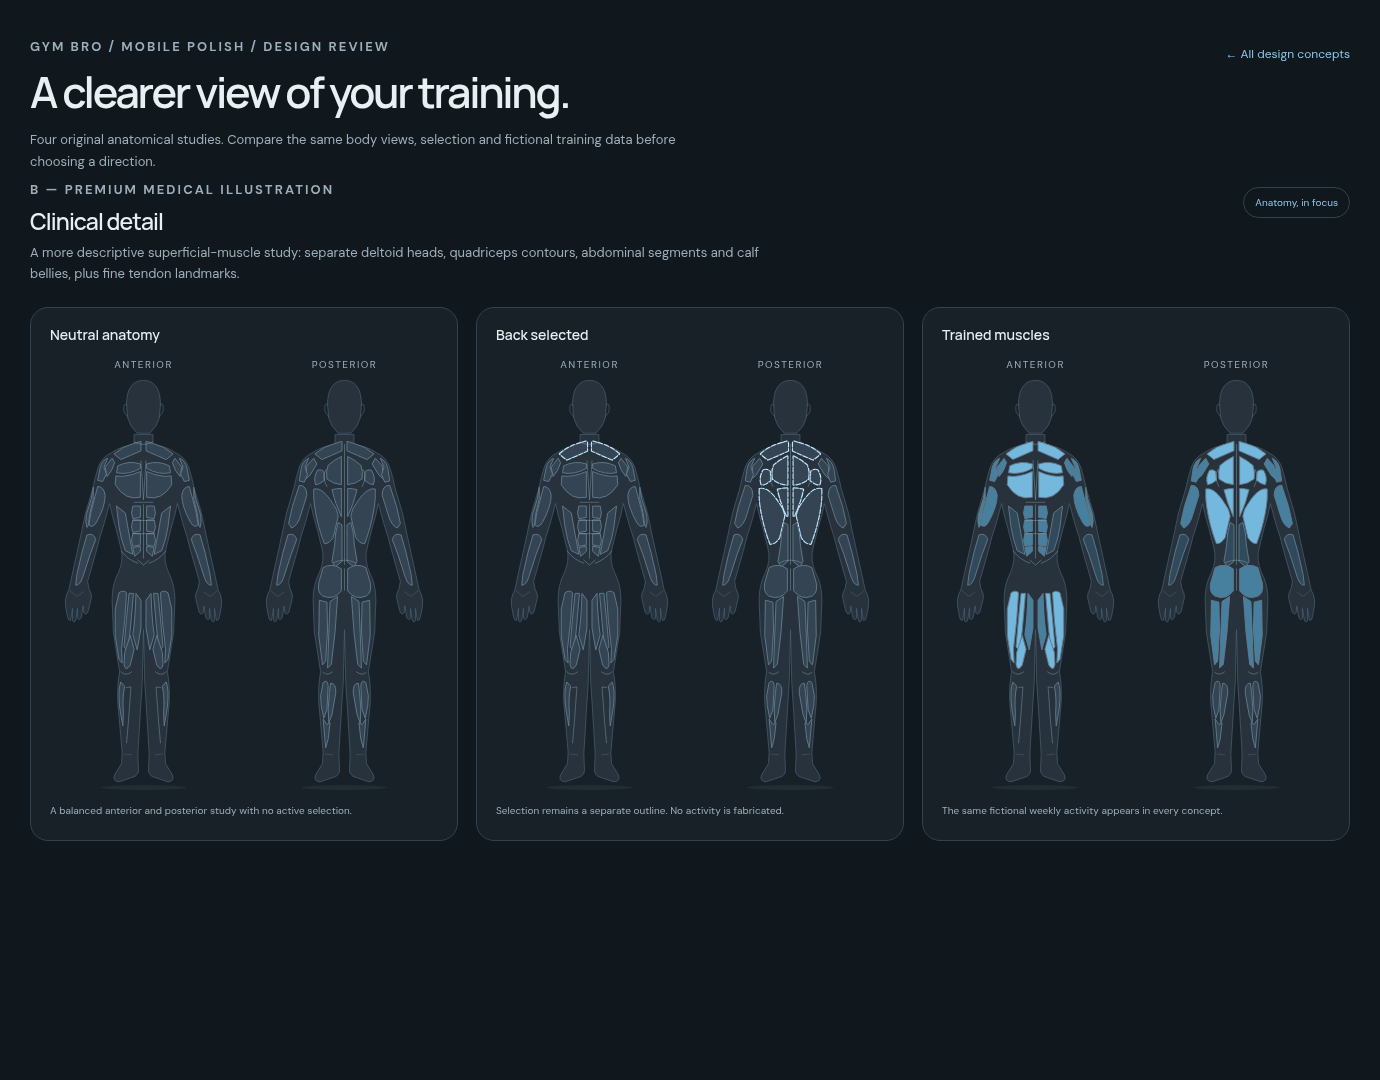 GYM BRO / MOBILE POLISH / DESIGN REVIEW
← All design concepts
A clearer view of your training.
Four original anatomical studies. Compare the same body views, selection and fictional training data before
choosing a direction.
B — PREMIUM MEDICAL ILLUSTRATION
Anatomy, in focus
Clinical detail
A more descriptive superficial-muscle study: separate deltoid heads, quadriceps contours, abdominal segments and calf
bellies, plus fine tendon landmarks.
Neutral anatomy
ANTERIOR
POSTERIOR
A balanced anterior and posterior study with no active selection.
Back selected
ANTERIOR
POSTERIOR
Selection remains a separate outline. No activity is fabricated.
Trained muscles
ANTERIOR
POSTERIOR
The same fictional weekly activity appears in every concept.